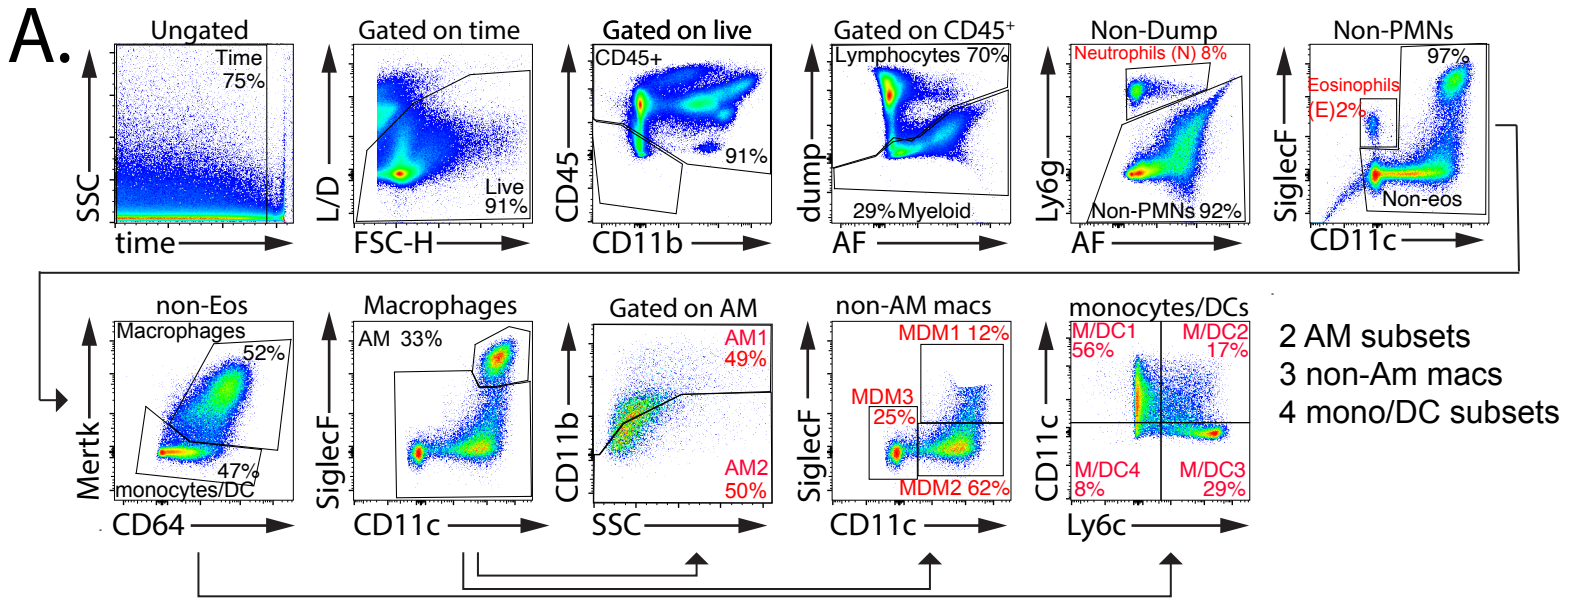 A.
Ungated
Time
75%
SSC
time
Gated on time
Live
91%
L/D
FSC-H
Gated on live
CD45+
91%
CD45
CD11b
Gated on CD45+
Lymphocytes 70%
29% Myeloid
dump
AF
Non-Dump
Neutrophils (N) 8%
Non-PMNs 92%
Ly6g
AF
Non-PMNs
97%
Eosinophils
(E)2%
Non-eos
SiglecF
CD11c
non-Eos
Macrophages
52%
47%
monocytes/DC
Mertk
CD64
Macrophages
AM 33%
SiglecF
CD11c
Gated on AM
AM1
49%
AM2
50%
CD11b
SSC
non-AM macs
MDM1 12%
MDM3
25%
MDM2 62%
SiglecF
CD11c
monocytes/DCs
M/DC1
56%
M/DC2
17%
M/DC4
8%
M/DC3
29%
CD11c
Ly6c
2 AM subsets
3 non-Am macs
4 mono/DC subsets